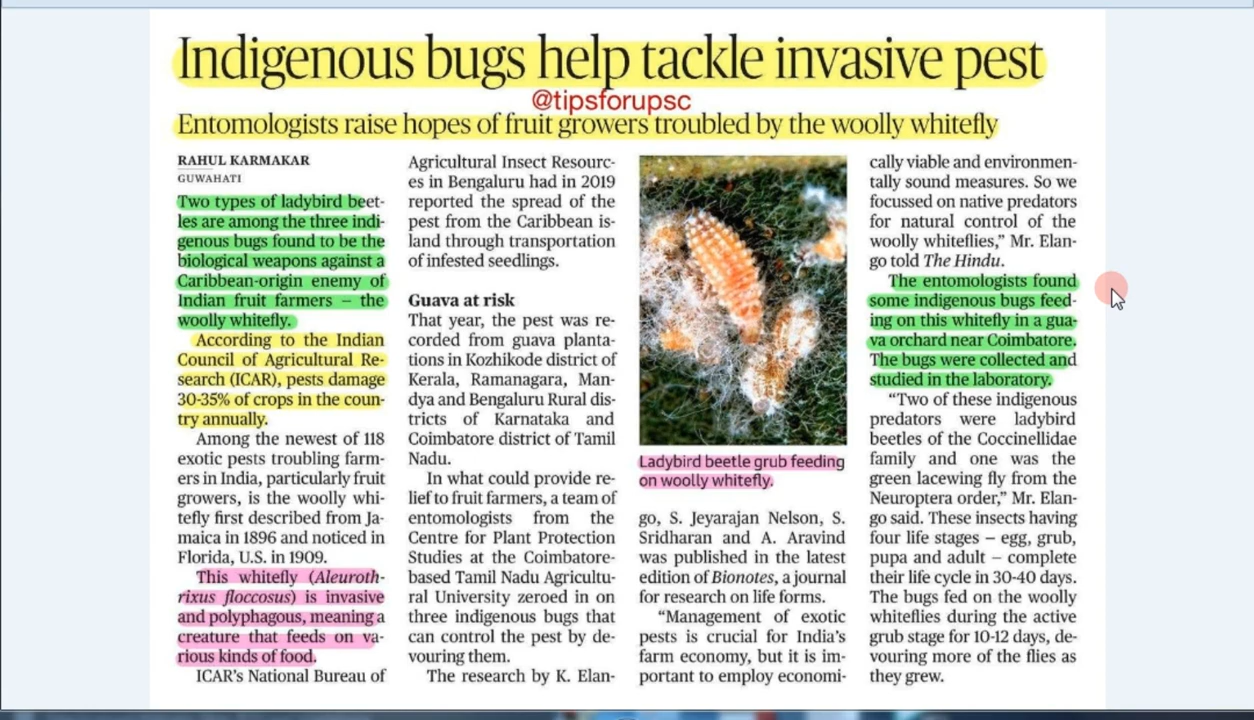 Indigenous bugs help tackle invasive pest
@tipsforupsc
Entomologists raise hopes of fruit growers troubled by the woolly whitefly
RAHUL KARMAKAR
GUWAHATI
Two types of ladybird beet-
les are among the three indi-
genous bugs found to be the
biological weapons against a
Caribbean-origin enemy of
Indian fruit farmers – the
woolly whitefly.
According to the Indian
Council of Agricultural Re-
search (ICAR), pests damage
30-35% of crops in the coun-
try annually.
Among the newest of 118
exotic pests troubling farm-
ers in India, particularly fruit
growers, is the woolly whi-
tefly first described from Ja-
maica in 1896 and noticed in
Florida, U.S. in 1909.
This whitefly (Aleuroth-
rixus floccosus) is invasive
and polyphagous, meaning a
creature that feeds on va-
rious kinds of food.
ICAR's National Bureau of
Agricultural Insect Resourc-
es in Bengaluru had in 2019
reported the spread of the
pest from the Caribbean is-
land through transportation
of infested seedlings.
Guava at risk
That year, the pest was re-
corded from guava planta-
tions in Kozhikode district of
Kerala, Ramanagara, Man-
dya and Bengaluru Rural dis-
tricts of Karnataka and
Coimbatore district of Tamil
Nadu.
In what could provide re-
lief to fruit farmers, a team of
entomologists from the
Centre for Plant Protection
Studies at the Coimbatore-
based Tamil Nadu Agricultu-
ral University zeroed in on
three indigenous bugs that
can control the pest by de-
vouring them.
The research by K. Elan-
Ladybird beetle grub feeding
on woolly whitefly.
go, S. Jeyarajan Nelson, S.
Sridharan and A. Aravind
was published in the latest
edition of Bionotes, a journal
for research on life forms.
“Management of exotic
pests is crucial for India's
farm economy, but it is im-
portant to employ economi-
cally viable and environmen-
tally sound measures. So we
focussed on native predators
for natural control of the
woolly whiteflies,” Mr. Elan-
go told The Hindu.
The entomologists found
some indigenous bugs feed-
ing on this whitefly in a gua-
va orchard near Coimbatore.
The bugs were collected and
studied in the laboratory.
“Two of these indigenous
predators were ladybird
beetles of the Coccinellidae
family and one was the
green lacewing fly from the
Neuroptera order,” Mr. Elan-
go said. These insects having
four life stages – egg, grub,
pupa and adult – complete
their life cycle in 30-40 days.
The bugs fed on the woolly
whiteflies during the active
grub stage for 10-12 days, de-
vouring more of the flies as
they grew.